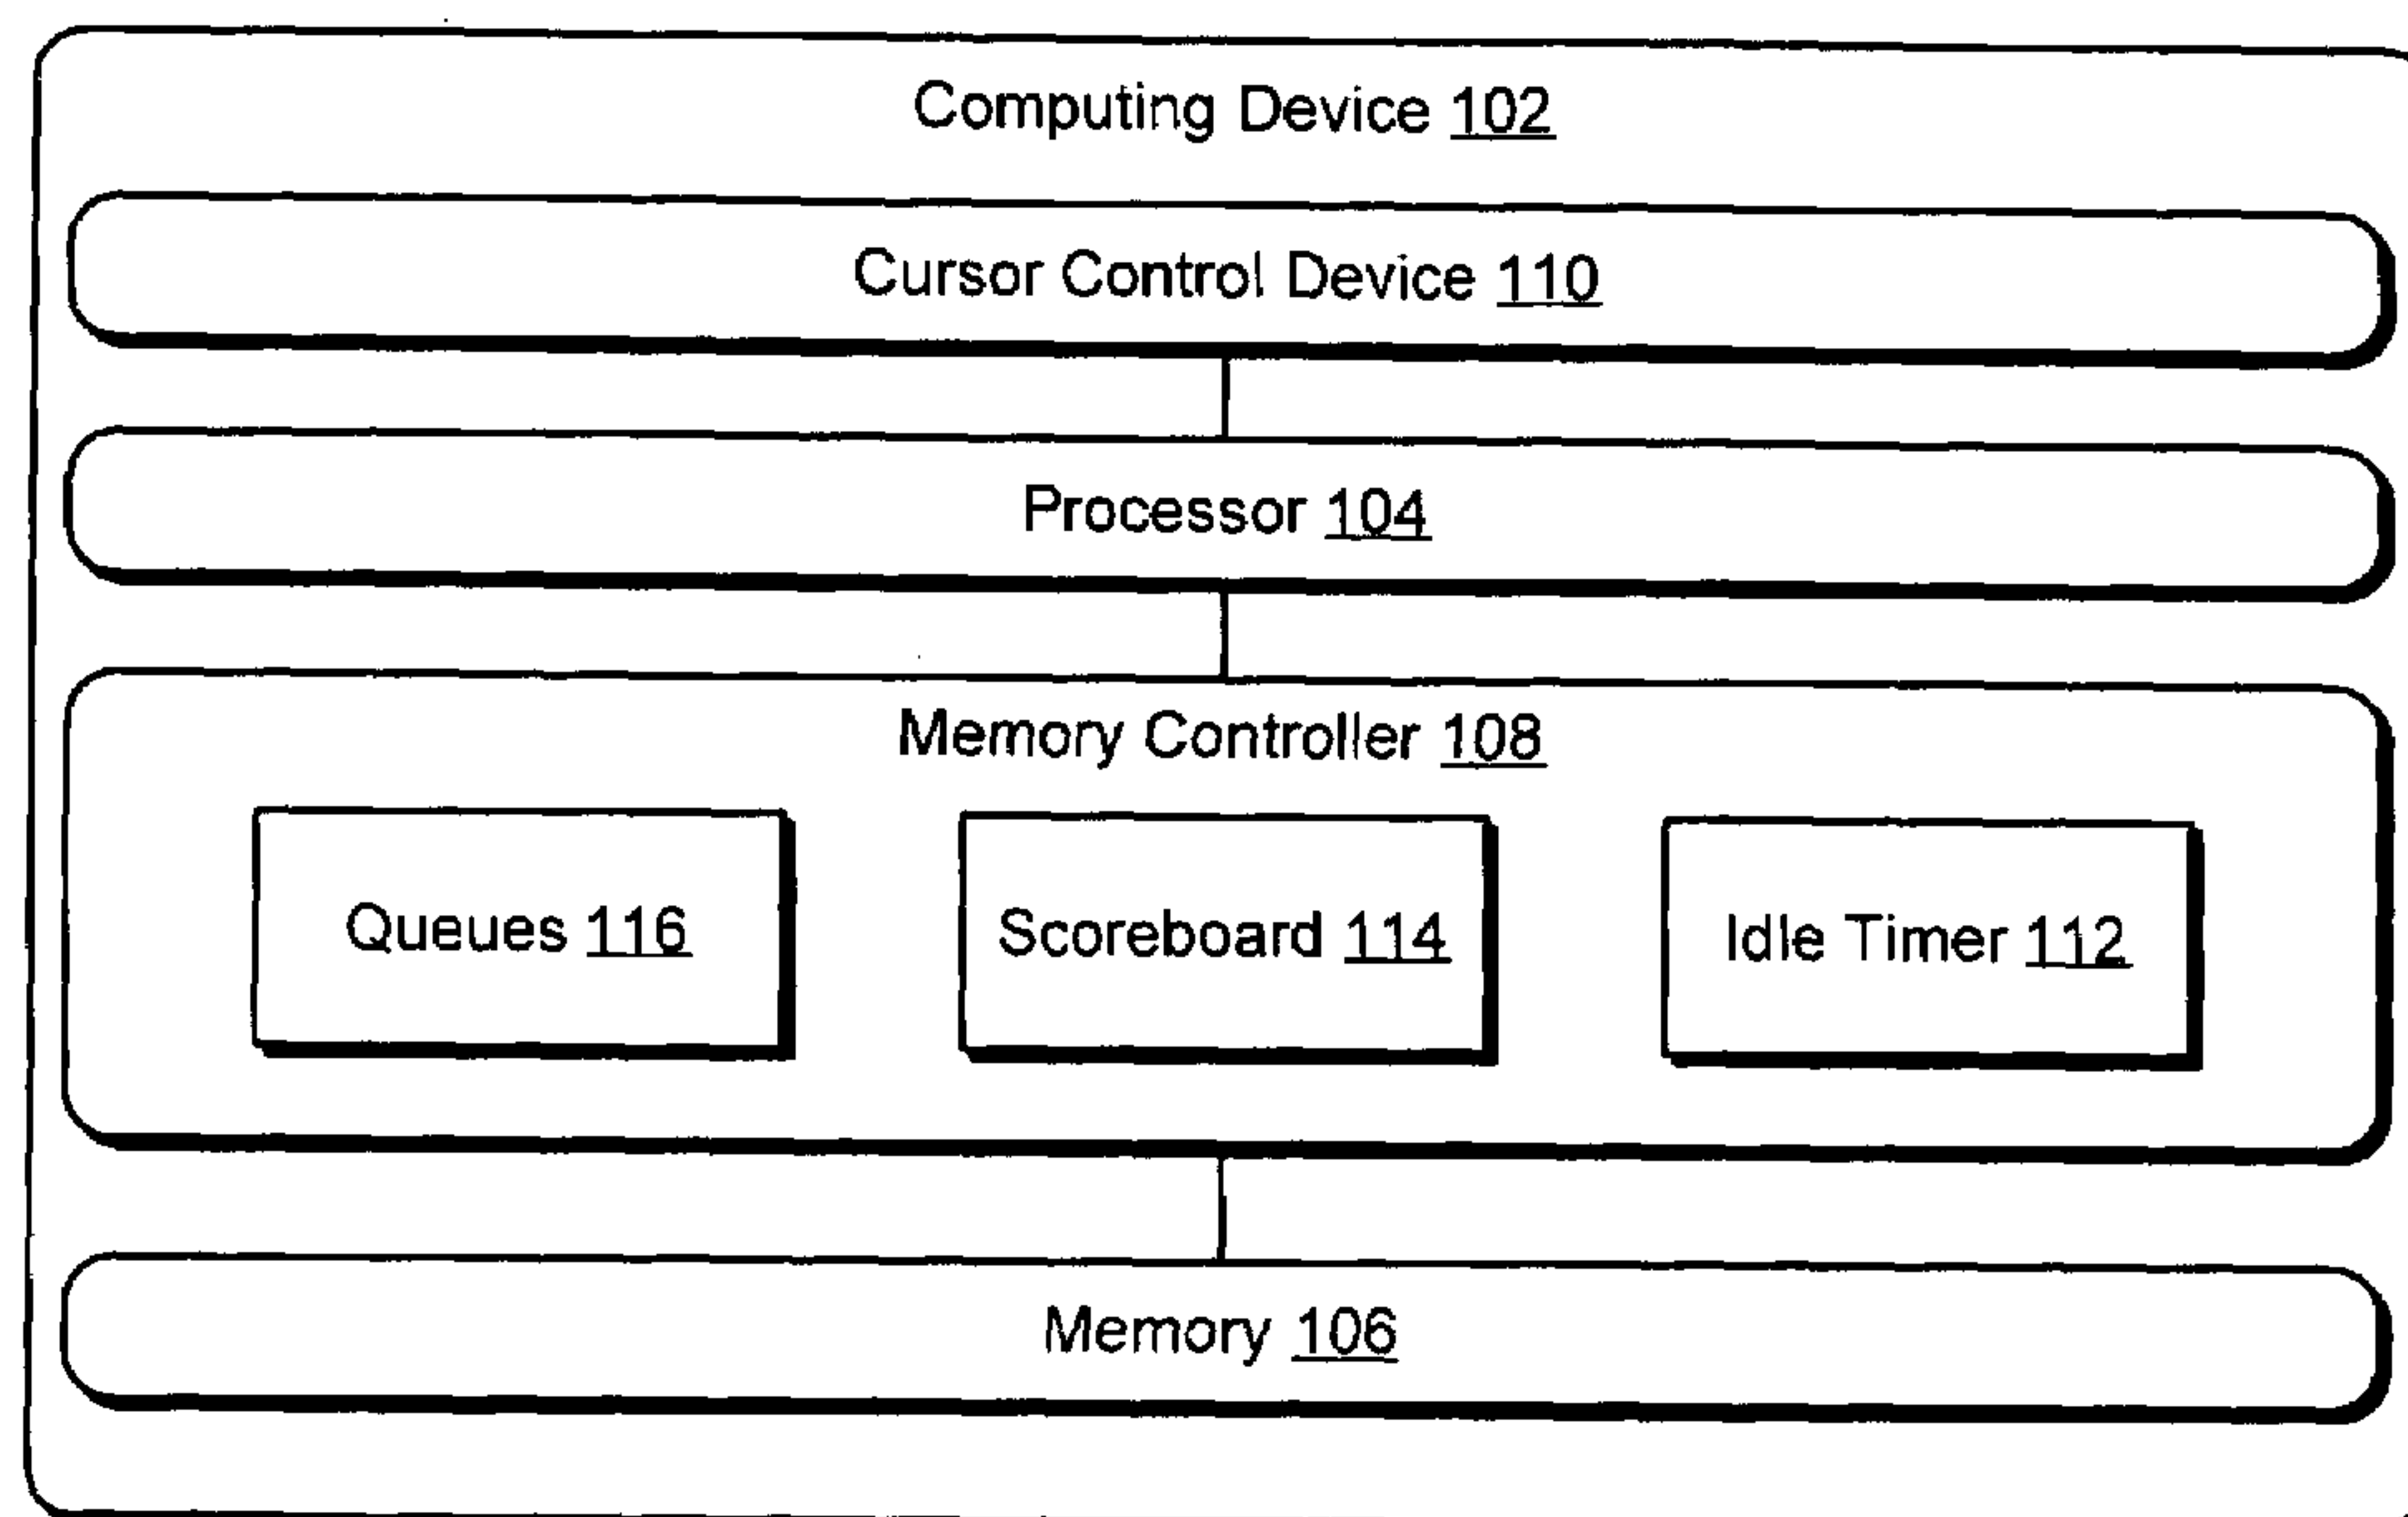 Computing Device 102
Cursor Control Device 110
Processor 104
Memory Controller 108
Queues 116
Scoreboard 114
Idle Timer 112
Memory 106